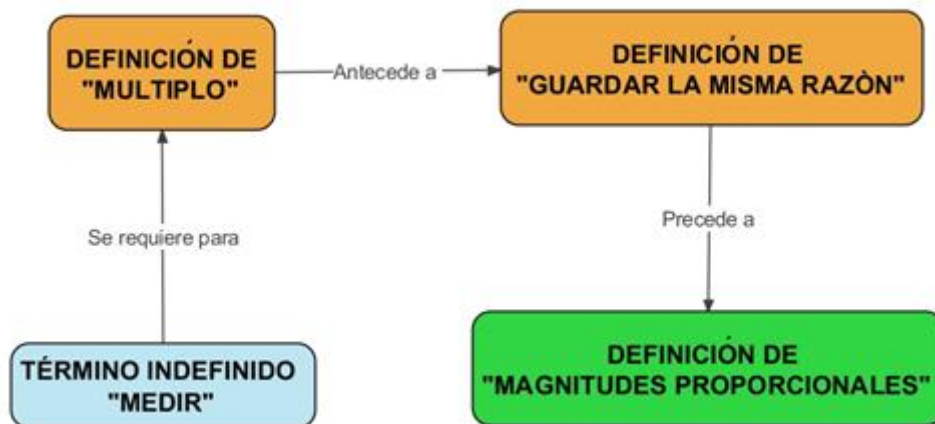 DEFINICIÓN DE
"MULTIPLO"
Antecede a
DEFINICIÓN DE
"GUARDAR LA MISMA RAZÒN"
Se requiere para
Precede a
TÉRMINO INDEFINIDO
"MEDIR"
DEFINICIÓN DE
"MAGNITUDES PROPORCIONALES"